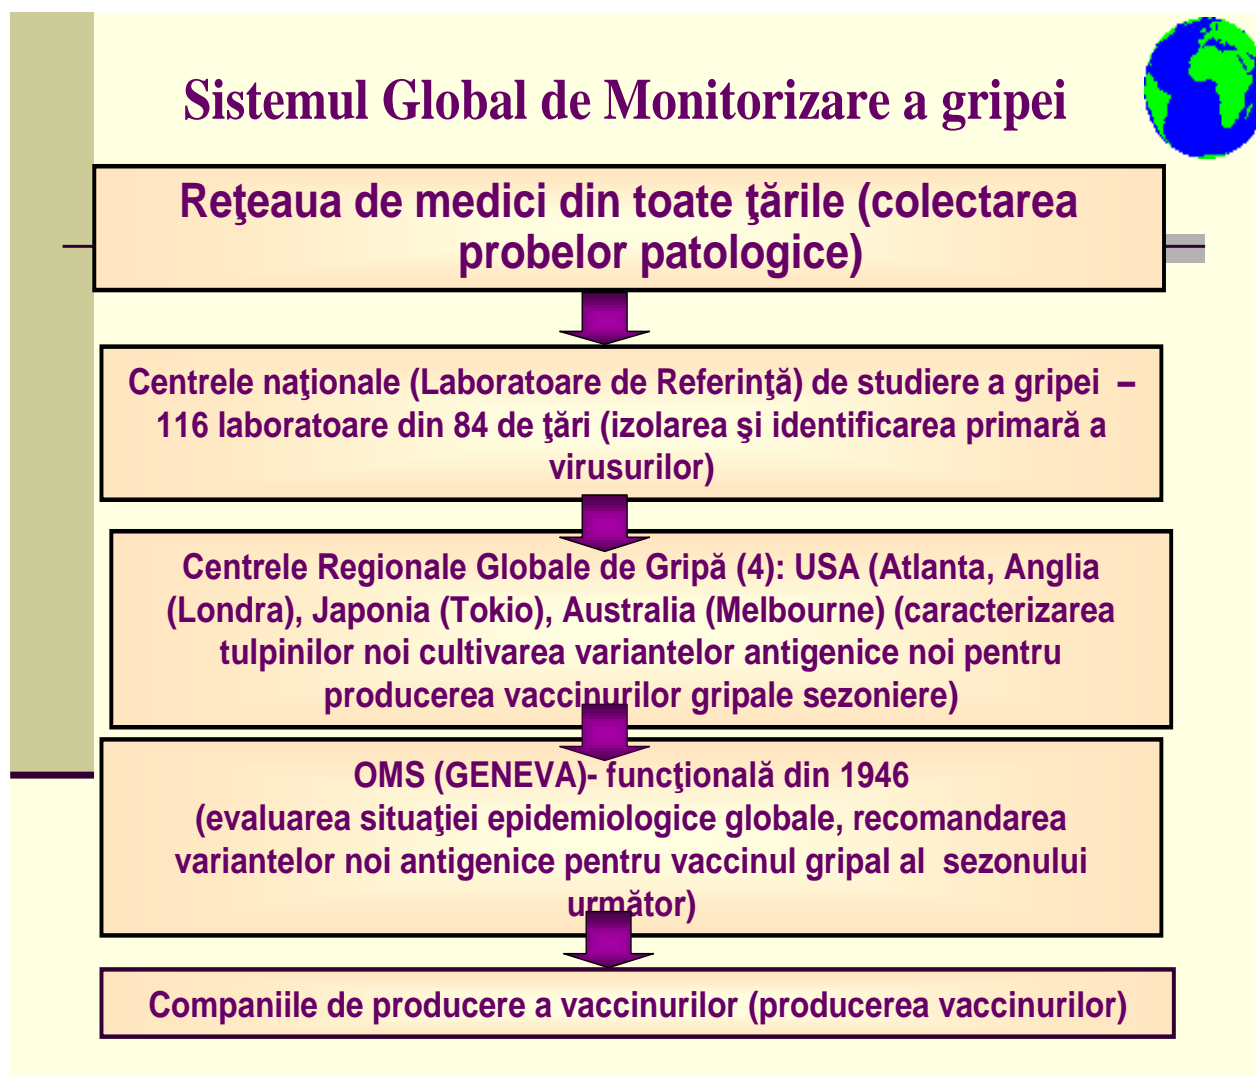 Sistemul Global de Monitorizare a gripei
Reţeaua de medici din toate ţările (colectarea
probelor patologice)
Centrele naţionale (Laboratoare de Referinţă) de studiere a gripei –
116 laboratoare din 84 de ţări (izolarea şi identificarea primară a
virusurilor)
Centrele Regionale Globale de Gripă (4): USA (Atlanta, Anglia
(Londra), Japonia (Tokio), Australia (Melbourne) (caracterizarea
tulpinilor noi cultivarea variantelor antigenice noi pentru
producerea vaccinurilor gripale sezoniere)
OMS (GENEVA)- funcţională din 1946
(evaluarea situaţiei epidemiologice globale, recomandarea
variantelor noi antigenice pentru vaccinul gripal al sezonului
următor)
Companiile de producere a vaccinurilor (producerea vaccinurilor)